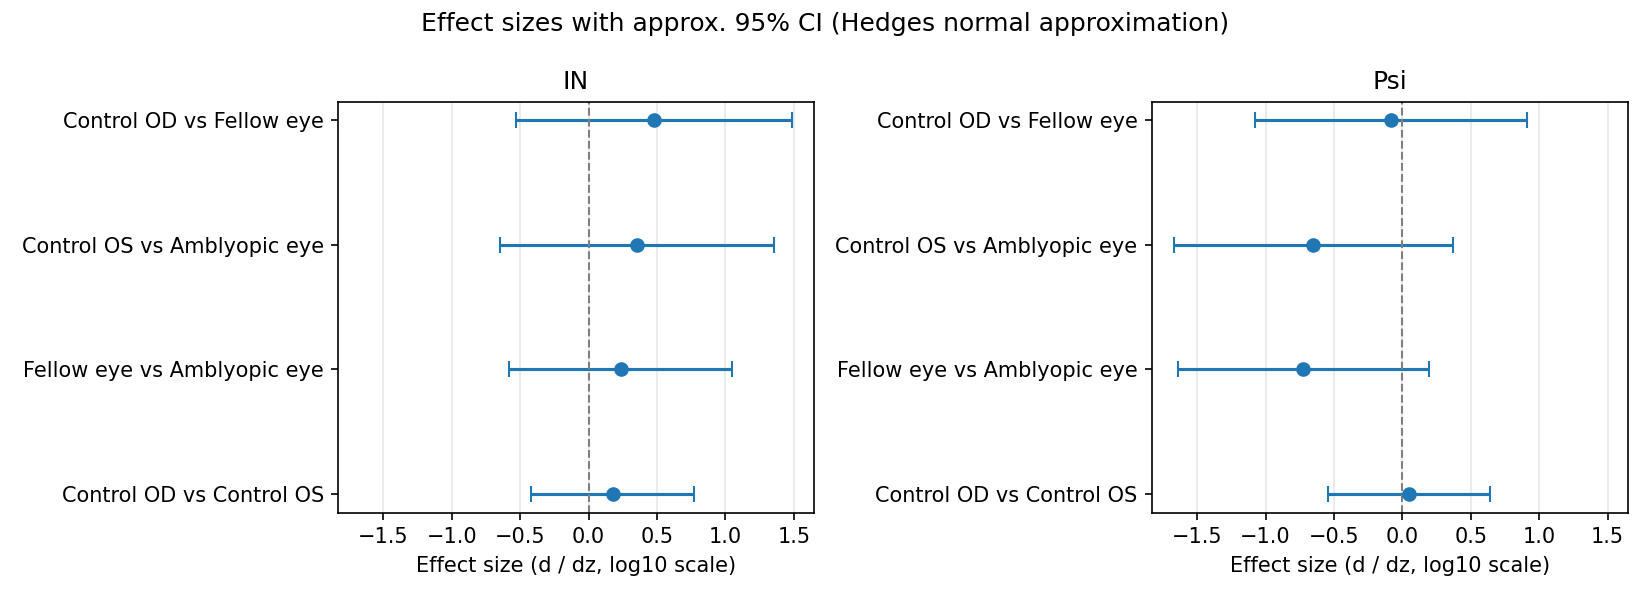 Effect sizes with approx. 95% CI (Hedges normal approximation)
IN
Control OD vs Fellow eye
Control OS vs Amblyopic eye
Fellow eye vs Amblyopic eye
Control OD vs Control OS
−1.5 −1.0 −0.5 0.0 0.5 1.0 1.5
Effect size (d / dz, log10 scale)
Psi
Control OD vs Fellow eye
Control OS vs Amblyopic eye
Fellow eye vs Amblyopic eye
Control OD vs Control OS
−1.5 −1.0 −0.5 0.0 0.5 1.0 1.5
Effect size (d / dz, log10 scale)